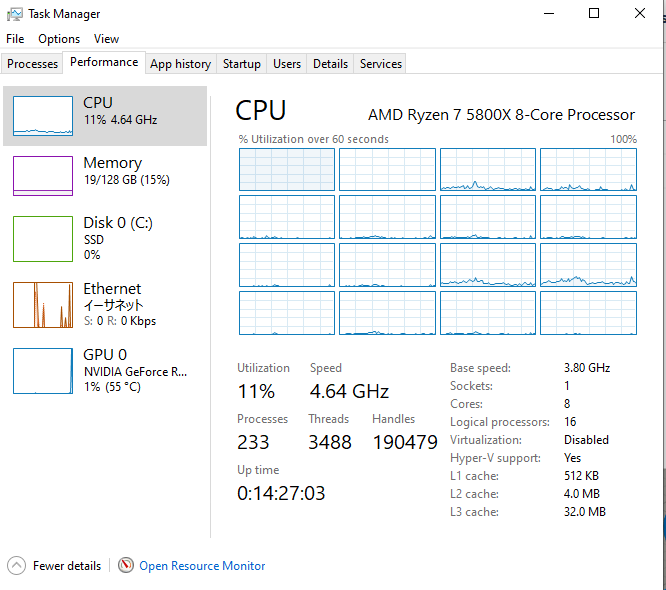 Task Manager
File Options View
Processes Performance App history Startup Users Details Services
CPU
11% 4.64 GHz
Memory
19/128 GB (15%)
Disk 0 (C:)
SSD
0%
Ethernet
イーサネット
S: 0 R: 0 Kbps
GPU 0
NVIDIA GeForce R...
1% (55 °C)
CPU AMD Ryzen 7 5800X 8-Core Processor
% Utilization over 60 seconds 100%
Utilization Speed
11% 4.64 GHz
Processes Threads Handles
233 3488 190479
Up time
0:14:27:03
Base speed: 3.80 GHz
Sockets: 1
Cores: 8
Logical processors: 16
Virtualization: Disabled
Hyper-V support: Yes
L1 cache: 512 KB
L2 cache: 4.0 MB
L3 cache: 32.0 MB
Fewer details Open Resource Monitor